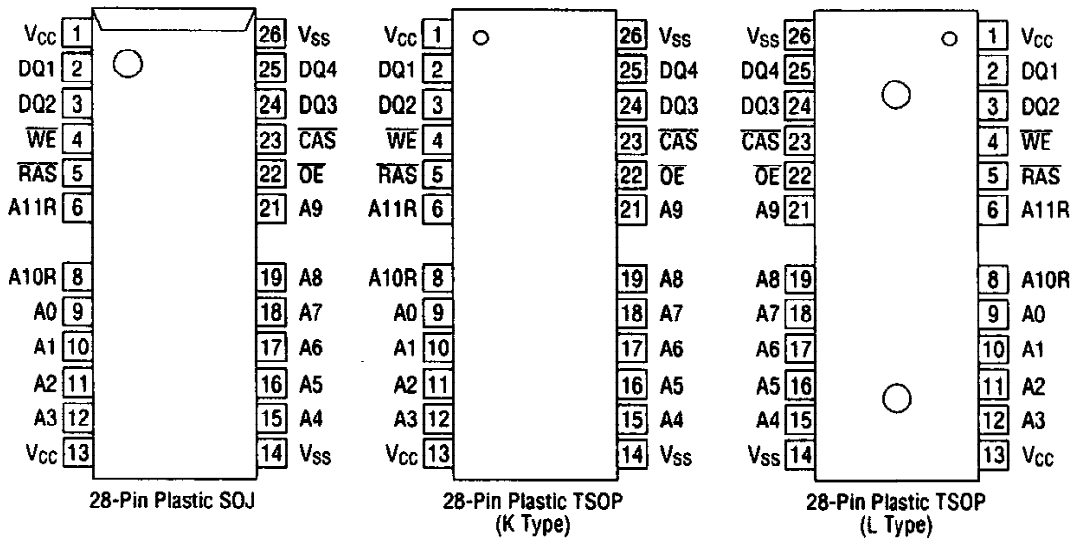 VCC 1 26 VSS VCC 1 26 VSS VSS 26 1 VCC
DQ1 2 25 DQ4 DQ1 2 25 DQ4 DQ4 25 2 DQ1
DQ2 3 24 DQ3 DQ2 3 24 DQ3 DQ3 24 3 DQ2
WE 4 23 CAS WE 4 23 CAS CAS 23 4 WE
RAS 5 22 OE RAS 5 22 OE OE 22 5 RAS
A11R 6 21 A9 A11R 6 21 A9 A9 21 6 A11R
A10R 8 19 A8 A10R 8 19 A8 A8 19 8 A10R
A0 9 18 A7 A0 9 18 A7 A7 18 9 A0
A1 10 17 A6 A1 10 17 A6 A6 17 10 A1
A2 11 16 A5 A2 11 16 A5 A5 16 11 A2
A3 12 15 A4 A3 12 15 A4 A4 15 12 A3
VCC 13 14 VSS VCC 13 14 VSS VSS 14 13 VCC
28-Pin Plastic SOJ 28-Pin Plastic TSOP 28-Pin Plastic TSOP
(K Type) (L Type)